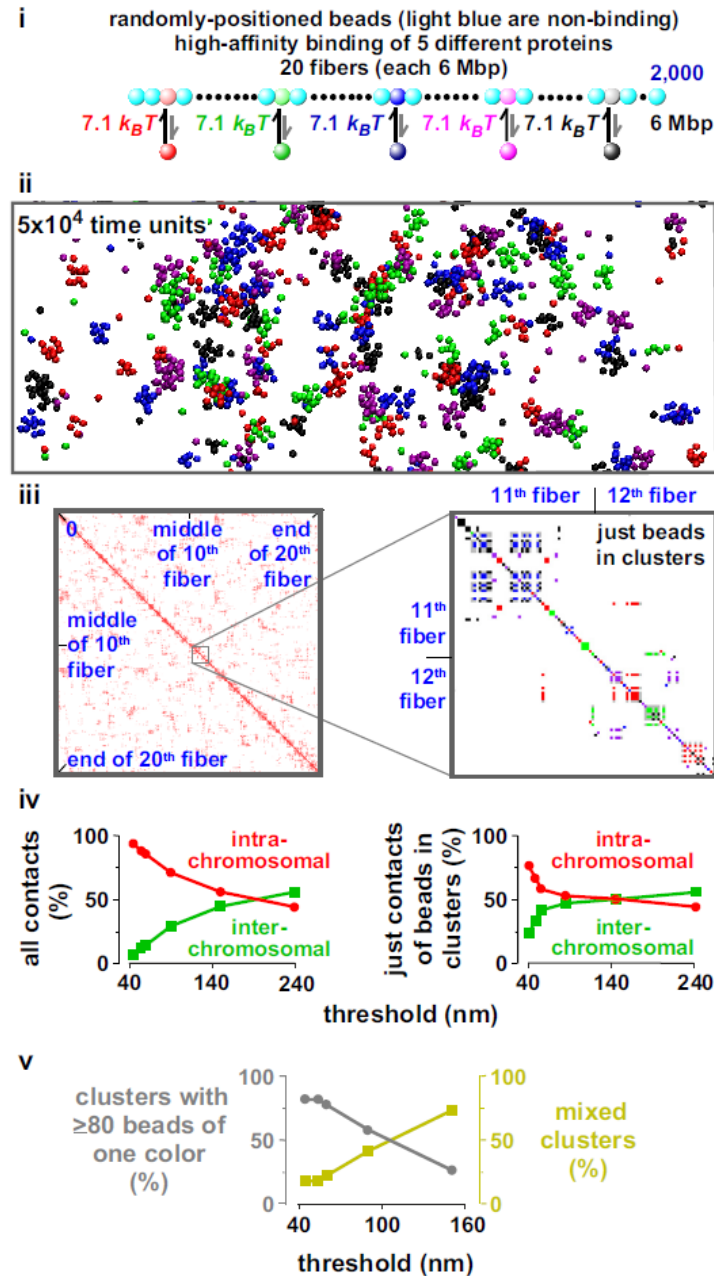 i
randomly-positioned beads (light blue are non-binding)
high-affinity binding of 5 different proteins
20 fibers (each 6 Mbp)
2,000
7.1 kBT 7.1 kBT 7.1 kBT 7.1 kBT 7.1 kBT 6 Mbp
ii
5x10⁴ time units
iii
11th fiber 12th fiber
0 middle of 10th fiber
end of 20th fiber
middle of 10th fiber
end of 20th fiber
just beads in clusters
11th fiber
12th fiber
iv
all contacts (%)
100
50
0
intra-chromosomal
inter-chromosomal
40 140 240
just contacts of beads in clusters (%)
100
50
0
intra-chromosomal
inter-chromosomal
40 140 240
threshold (nm)
v
clusters with
≥80 beads of
one color
(%)
100
50
0
100
50
0
mixed
clusters
(%)
40 100 160
threshold (nm)